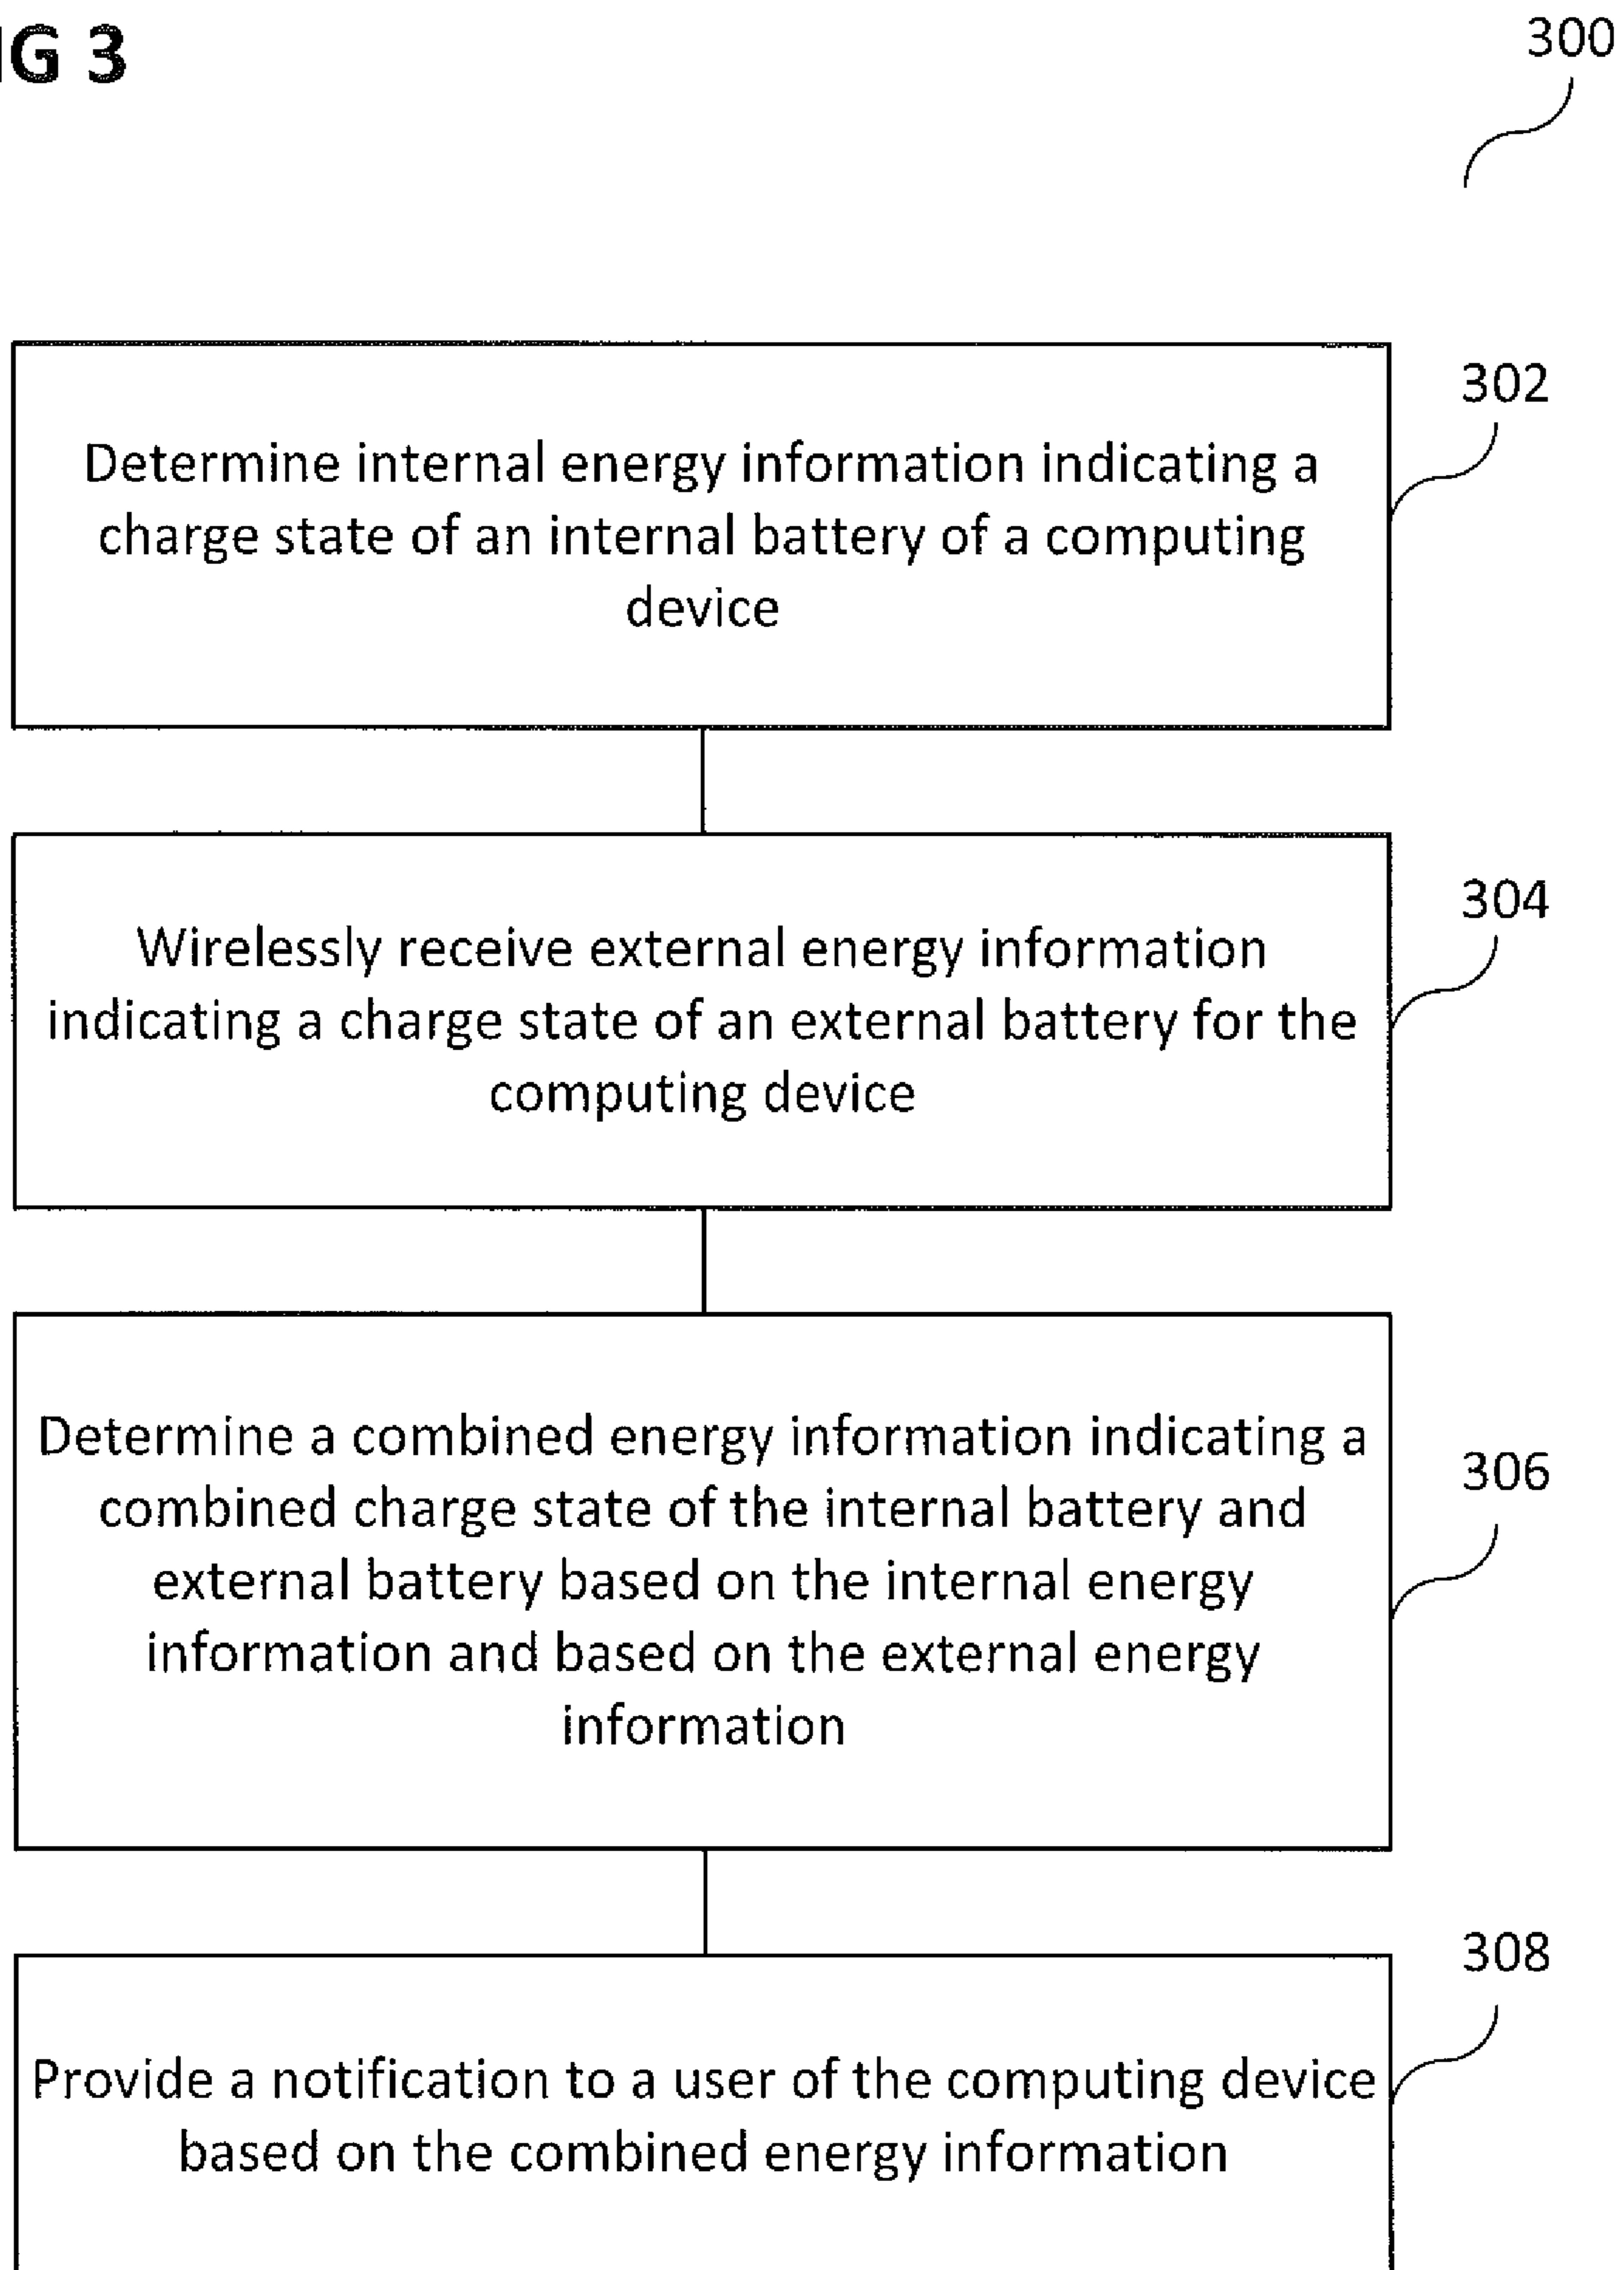 IG 3
300
302
Determine internal energy information indicating a
charge state of an internal battery of a computing
device
304
Wirelessly receive external energy information
indicating a charge state of an external battery for the
computing device
306
Determine a combined energy information indicating a
combined charge state of the internal battery and
external battery based on the internal energy
information and based on the external energy
information
308
Provide a notification to a user of the computing device
based on the combined energy information